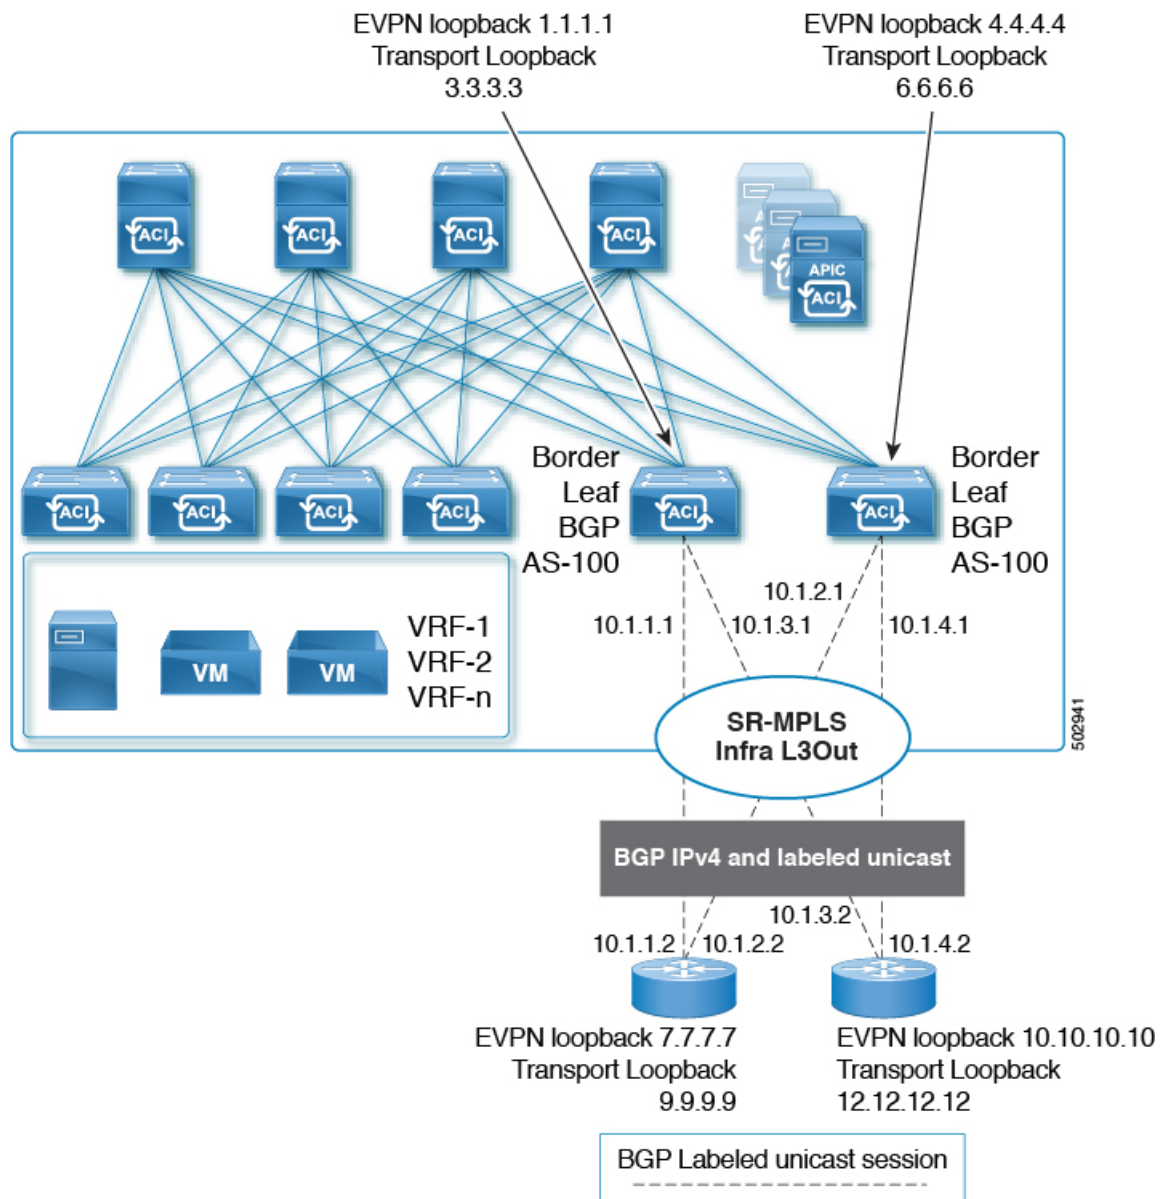 EVPN loopback 1.1.1.1
Transport Loopback
3.3.3.3
EVPN loopback 4.4.4.4
Transport Loopback
6.6.6.6
ACI
ACI
ACI
ACI
A
A
APIC
ACI
ACI
ACI
ACI
ACI
Border
Leaf
BGP
AS-100
ACI
ACI
Border
Leaf
BGP
AS-100
VM
VM
VRF-1
VRF-2
VRF-n
10.1.1.1
10.1.3.1
10.1.2.1
10.1.4.1
SR-MPLS
Infra L3Out
502941
BGP IPv4 and labeled unicast
10.1.1.2
10.1.2.2
10.1.3.2
10.1.4.2
EVPN loopback 7.7.7.7
Transport Loopback
9.9.9.9
EVPN loopback 10.10.10.10
Transport Loopback
12.12.12.12
BGP Labeled unicast session